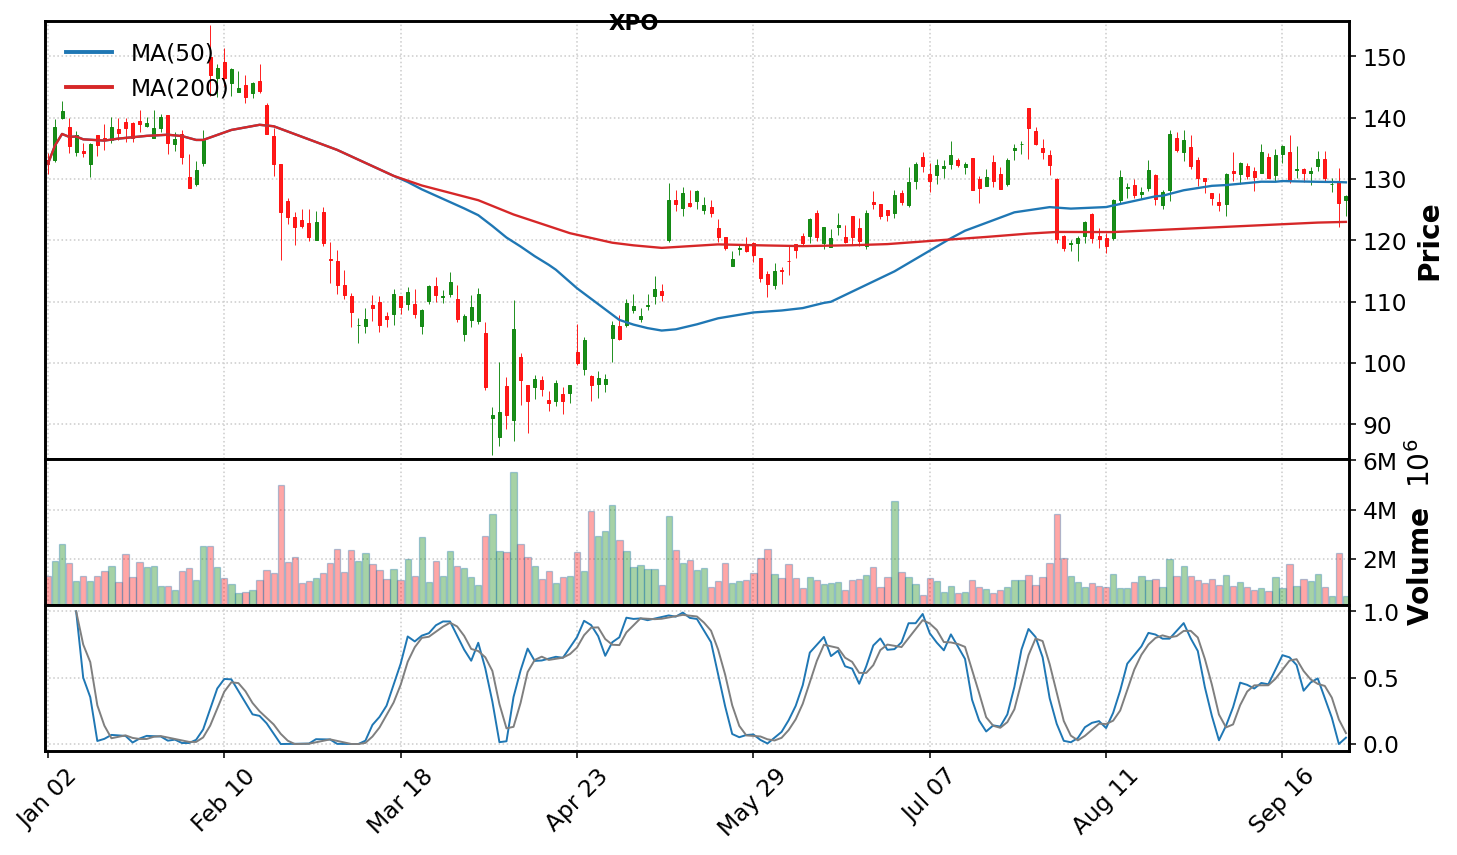 XPO
MA(50)
MA(200)
150
140
130
120
110
100
90
Price
6M
4M
2M
Volume 10^6
1.0
0.5
0.0
Jan 02
Feb 10
Mar 18
Apr 23
May 29
Jul 07
Aug 11
Sep 16